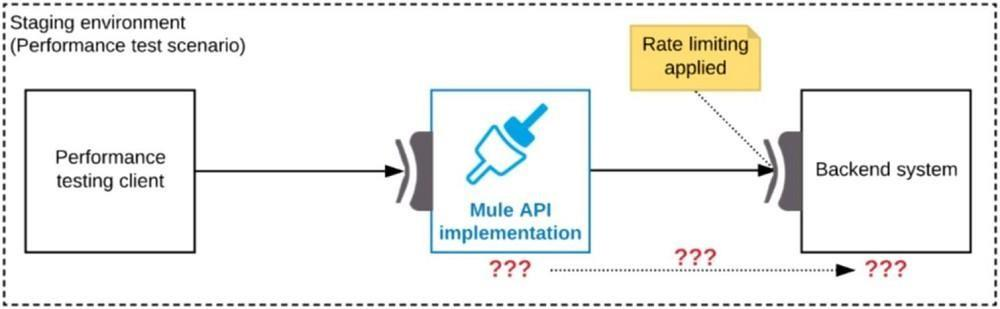 Staging environment
(Performance test scenario)
Rate limiting
applied
Performance
testing client
Mule API
implementation
Backend system
???
???
???